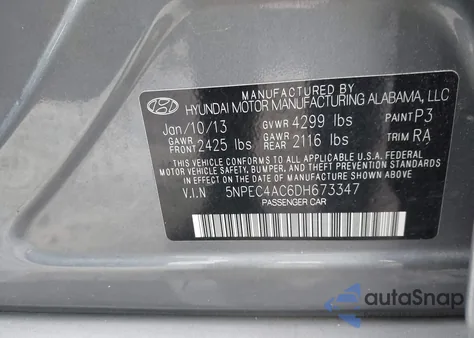 MANUFACTURED BY
HYUNDAI MOTOR MANUFACTURING ALABAMA, LLC
Jan/10/13 GVWR 4299 lbs PAINT P3
GAWR FRONT 2425 lbs GAWR REAR 2116 lbs TRIM RA
THIS VEHICLE CONFORMS TO ALL APPLICABLE U.S.A. FEDERAL
MOTOR VEHICLE SAFETY, BUMPER, AND THEFT PREVENTION STANDARDS
IN EFFECT ON THE DATE OF MANUFACTURE SHOWN ABOVE.
V.I.N 5NPEC4AC6DH673347
PASSENGER CAR
autoSnap